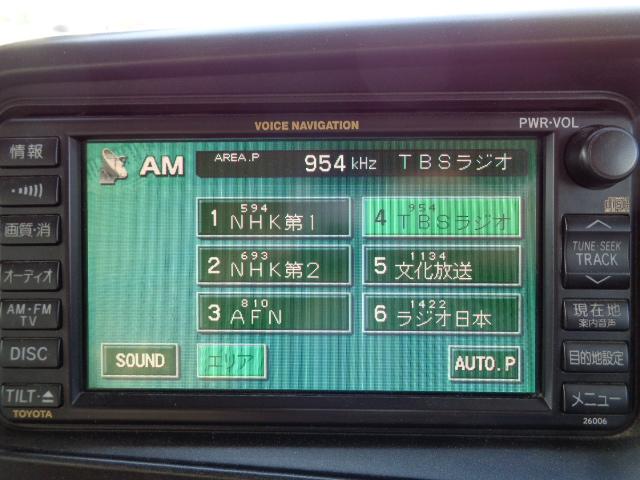 VOICE NAVIGATION
PWR•VOL
情報
画質・消
オーディオ
AM・FM
TV
DISC
TILT・⏏
TOYOTA
AM
AREA.P
954 kHz TBSラジオ
594
1 NHK第1
693
2 NHK第2
810
3 AFN
954
4 TBSラジオ
1134
5 文化放送
1422
6 ラジオ日本
SOUND
エリア
AUTO.P
TUNE・SEEK
TRACK
現在地
案内音声
目的地設定
メニュー
26006